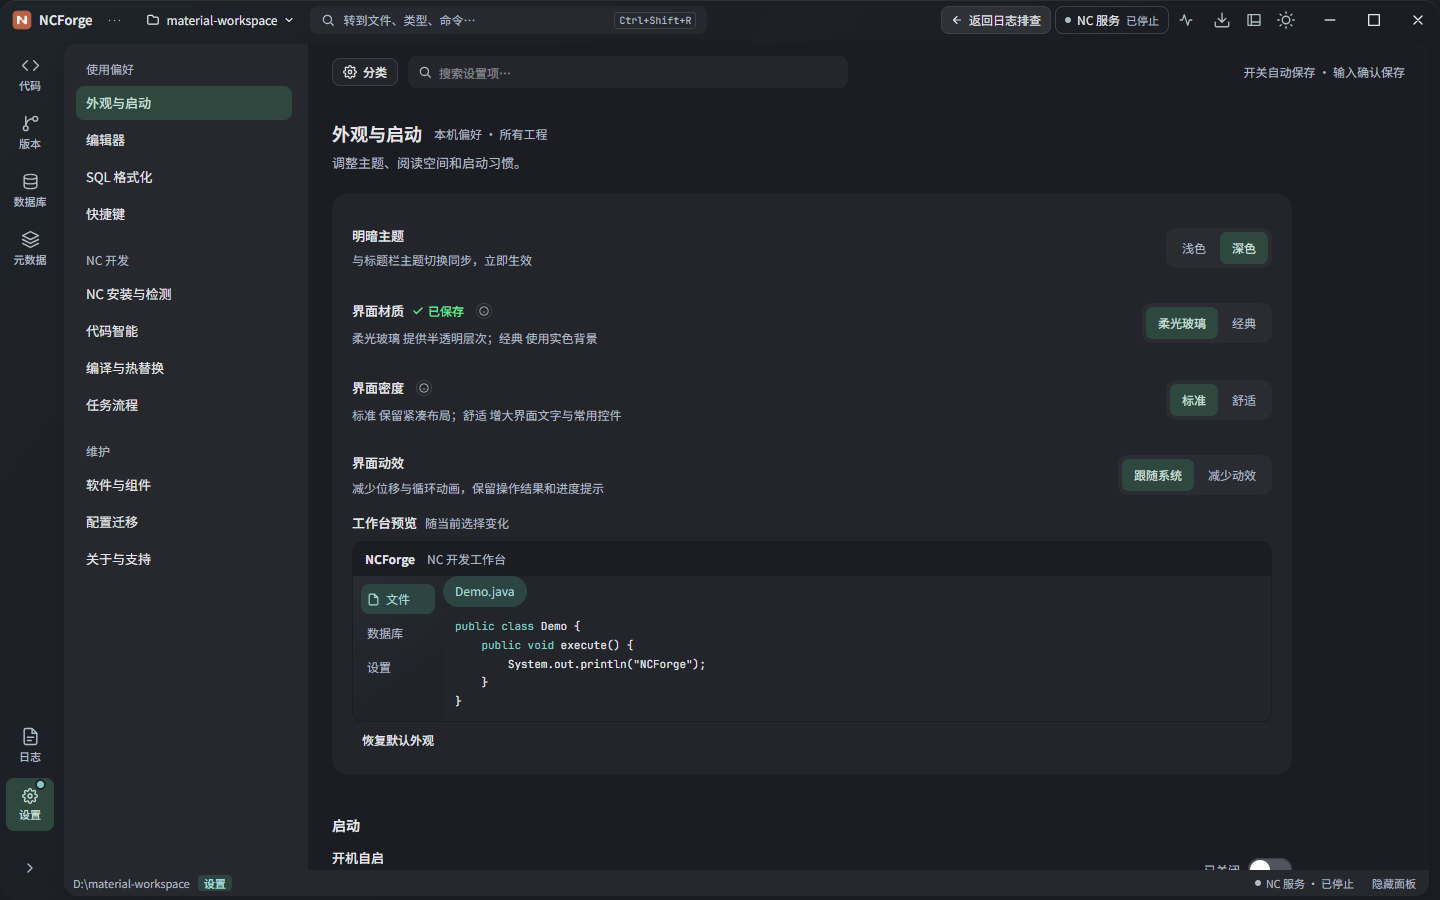 NCForge ··· material-workspace 转到文件、类型、命令··· Ctrl+Shift+R 返回日志排查 NC 服务 已停止
代码
版本
数据库
元数据
日志
设置
使用偏好
外观与启动
编辑器
SQL 格式化
快捷键
NC 开发
NC 安装与检测
代码智能
编译与热替换
任务流程
维护
软件与组件
配置迁移
关于与支持
分类 搜索设置项··· 开关自动保存 · 输入确认保存
外观与启动 本机偏好 · 所有工程
调整主题、阅读空间和启动习惯。
明暗主题
与标题栏主题切换同步，立即生效
浅色 深色
界面材质 已保存
柔光玻璃 提供半透明层次；经典 使用实色背景
柔光玻璃 经典
界面密度
标准 保留紧凑布局；舒适 增大界面文字与常用控件
标准 舒适
界面动效
减少位移与循环动画，保留操作结果和进度提示
跟随系统 减少动效
工作台预览 随当前选择变化
NCForge NC 开发工作台
文件
数据库
设置
Demo.java
public class Demo {
    public void execute() {
        System.out.println("NCForge");
    }
}
恢复默认外观
启动
开机自启
已关闭
D:\material-workspace 设置 NC 服务 · 已停止 隐藏面板